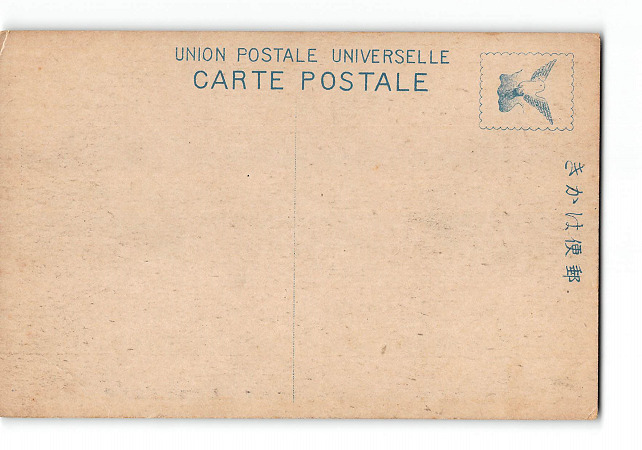 UNION POSTALE UNIVERSELLE
CARTE POSTALE
きかは便郵